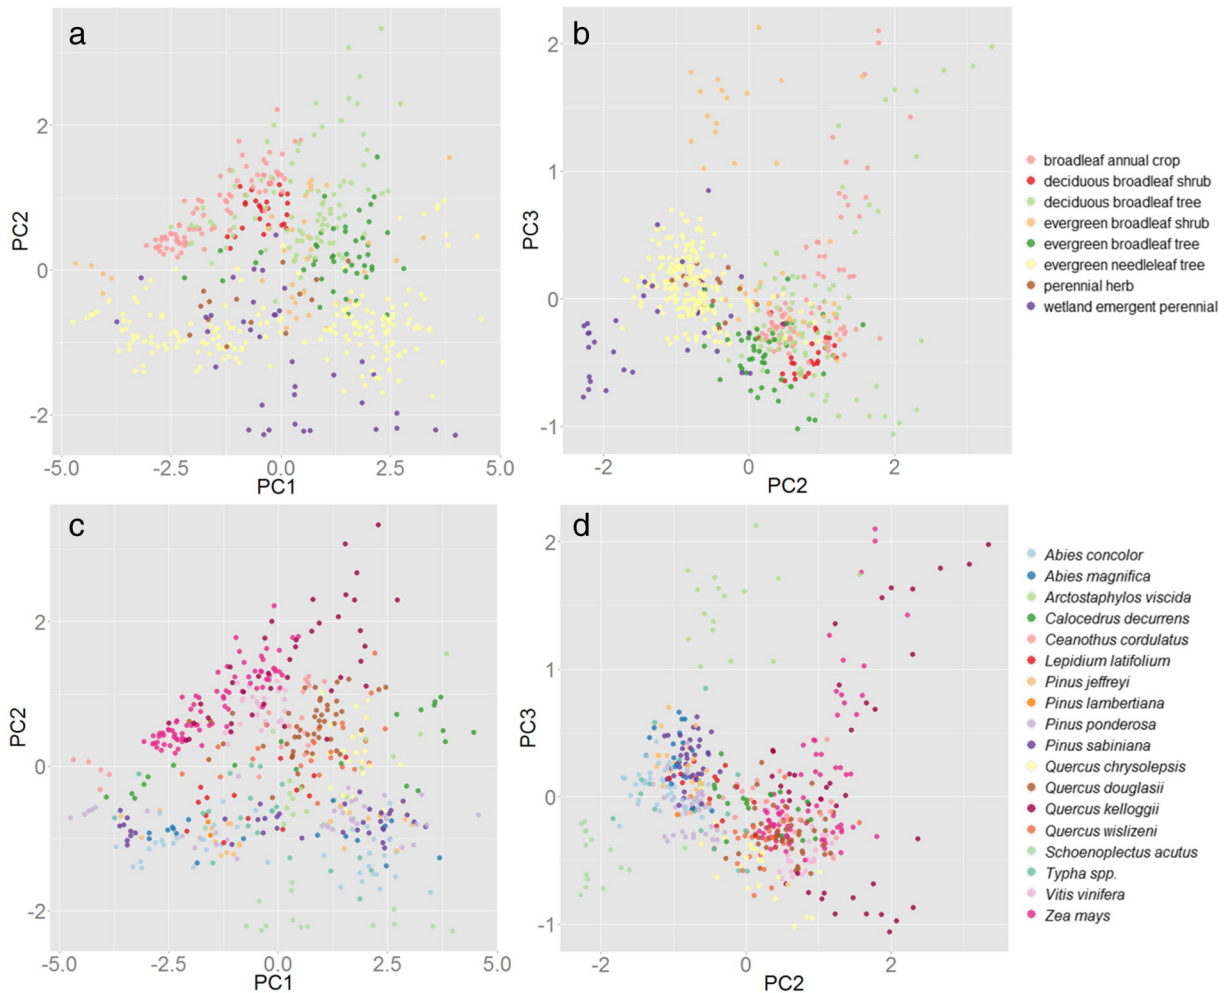 a
PC2
2
0
-2
-5.0 -2.5 0.0 2.5 5.0
PC1
b
PC3
2
1
0
-1
-2 0 2
PC2
broadleaf annual crop
deciduous broadleaf shrub
deciduous broadleaf tree
evergreen broadleaf shrub
evergreen broadleaf tree
evergreen needleleaf tree
perennial herb
wetland emergent perennial
c
PC2
2
0
-2
-5.0 -2.5 0.0 2.5 5.0
PC1
d
PC3
2
1
0
-1
-2 0 2
PC2
Abies concolor
Abies magnifica
Arctostaphylos viscida
Calocedrus decurrens
Ceanothus cordulatus
Lepidium latifolium
Pinus jeffreyi
Pinus lambertiana
Pinus ponderosa
Pinus sabiniana
Quercus chrysolepsis
Quercus douglasii
Quercus kelloggii
Quercus wislizeni
Schoenoplectus acutus
Typha spp.
Vitis vinifera
Zea mays